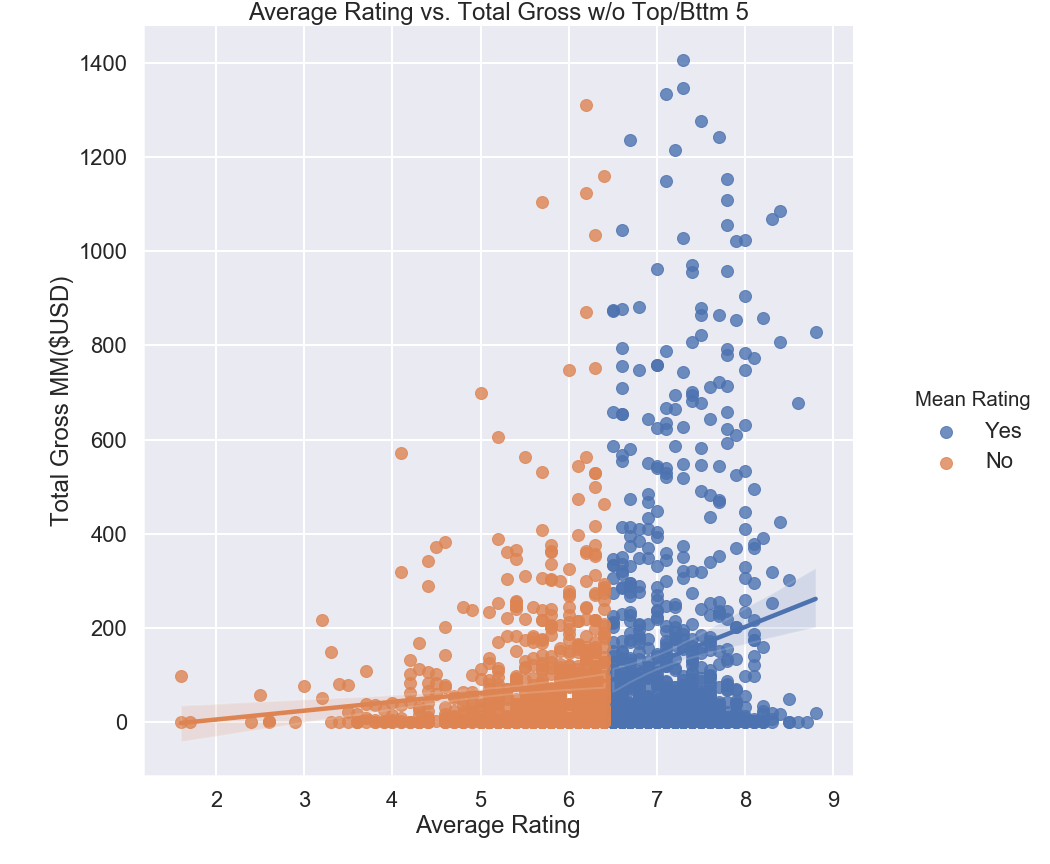 Average Rating vs. Total Gross w/o Top/Bttm 5
1400
1200
1000
800
600
400
200
0
Total Gross MM($USD)
2 3 4 5 6 7 8 9
Average Rating
Mean Rating
Yes
No